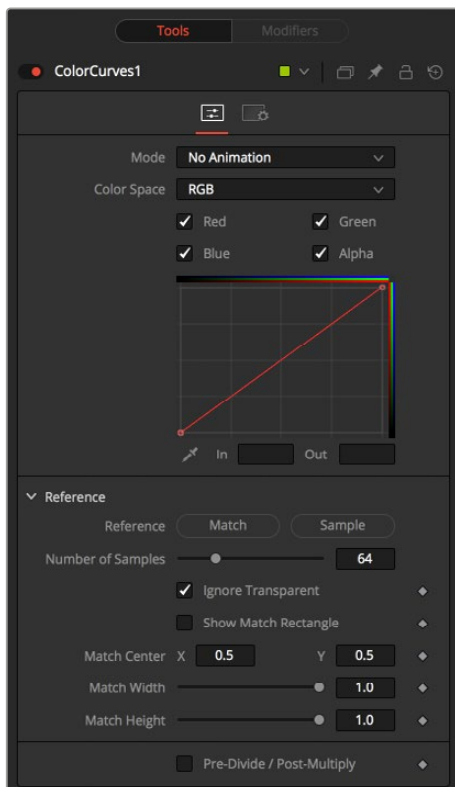 Tools Modifiers
ColorCurves1
Mode No Animation
Color Space RGB
Red Green
Blue Alpha
In Out
Reference
Reference Match Sample
Number of Samples 64
Ignore Transparent
Show Match Rectangle
Match Center X 0.5 Y 0.5
Match Width 1.0
Match Height 1.0
Pre-Divide / Post-Multiply